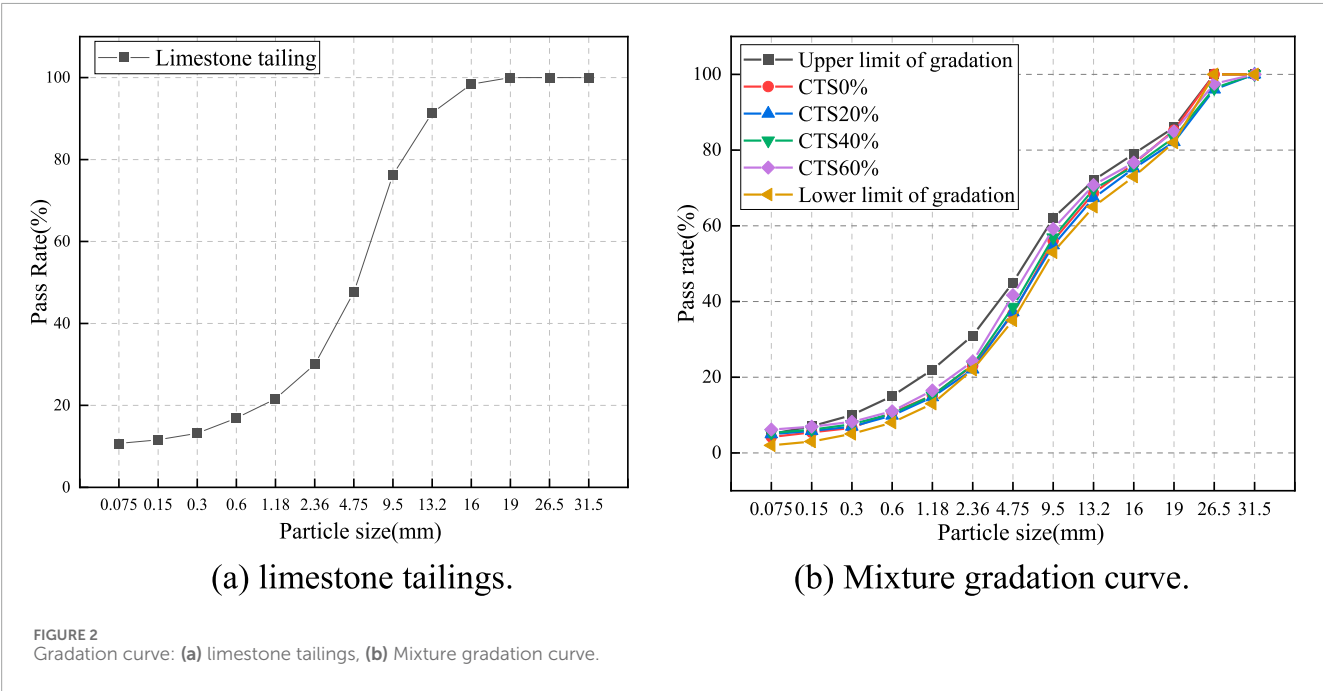 Limestone tailing
100
80
60
40
20
0
Pass Rate(%)
0.075 0.15 0.3 0.6 1.18 2.36 4.75 9.5 13.2 16 19 26.5 31.5
Particle size(mm)
(a) limestone tailings.
Upper limit of gradation
CTS0%
CTS20%
CTS40%
CTS60%
Lower limit of gradation
100
80
60
40
20
0
Pass rate(%)
0.075 0.15 0.3 0.6 1.18 2.36 4.75 9.5 13.2 16 19 26.5 31.5
Particle size(mm)
(b) Mixture gradation curve.
FIGURE 2
Gradation curve: (a) limestone tailings, (b) Mixture gradation curve.